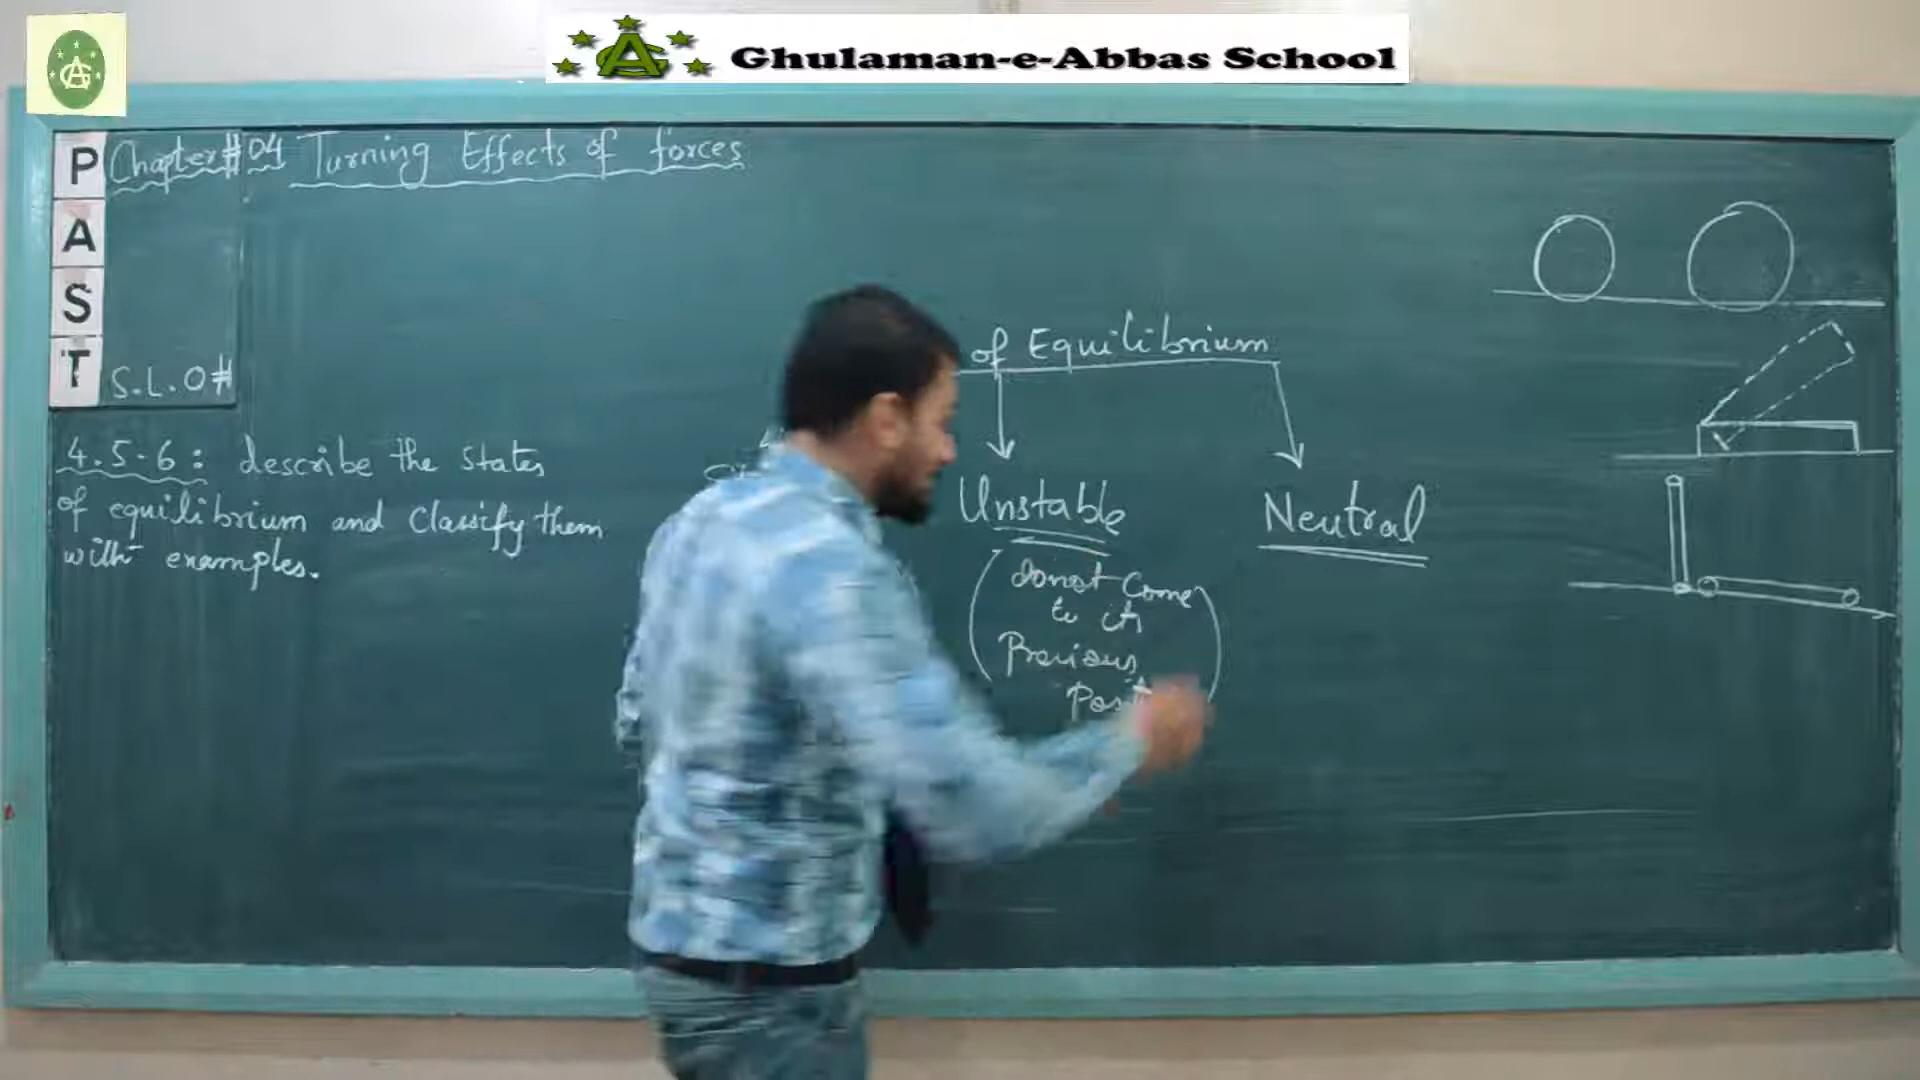 Ghulaman-e-Abbas School
P
A
S
T
Chapter# 04 Turning Effects of forces
S.L.O#
4.5.6: describe the states
of equilibrium and Classify them
with examples.
of Equilibrium
Unstable
Neutral
(donot come
to its
Previous
Posit